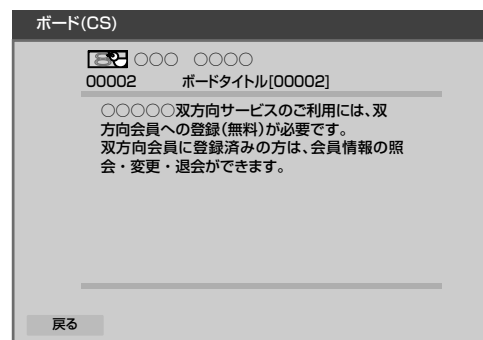 ボード(CS)
○○○ ○○○○
00002 ボードタイトル[00002]
○○○○○双方向サービスのご利用には、双
方向会員への登録(無料)が必要です。
双方向会員に登録済みの方は、会員情報の照
会・変更・退会ができます。
戻る